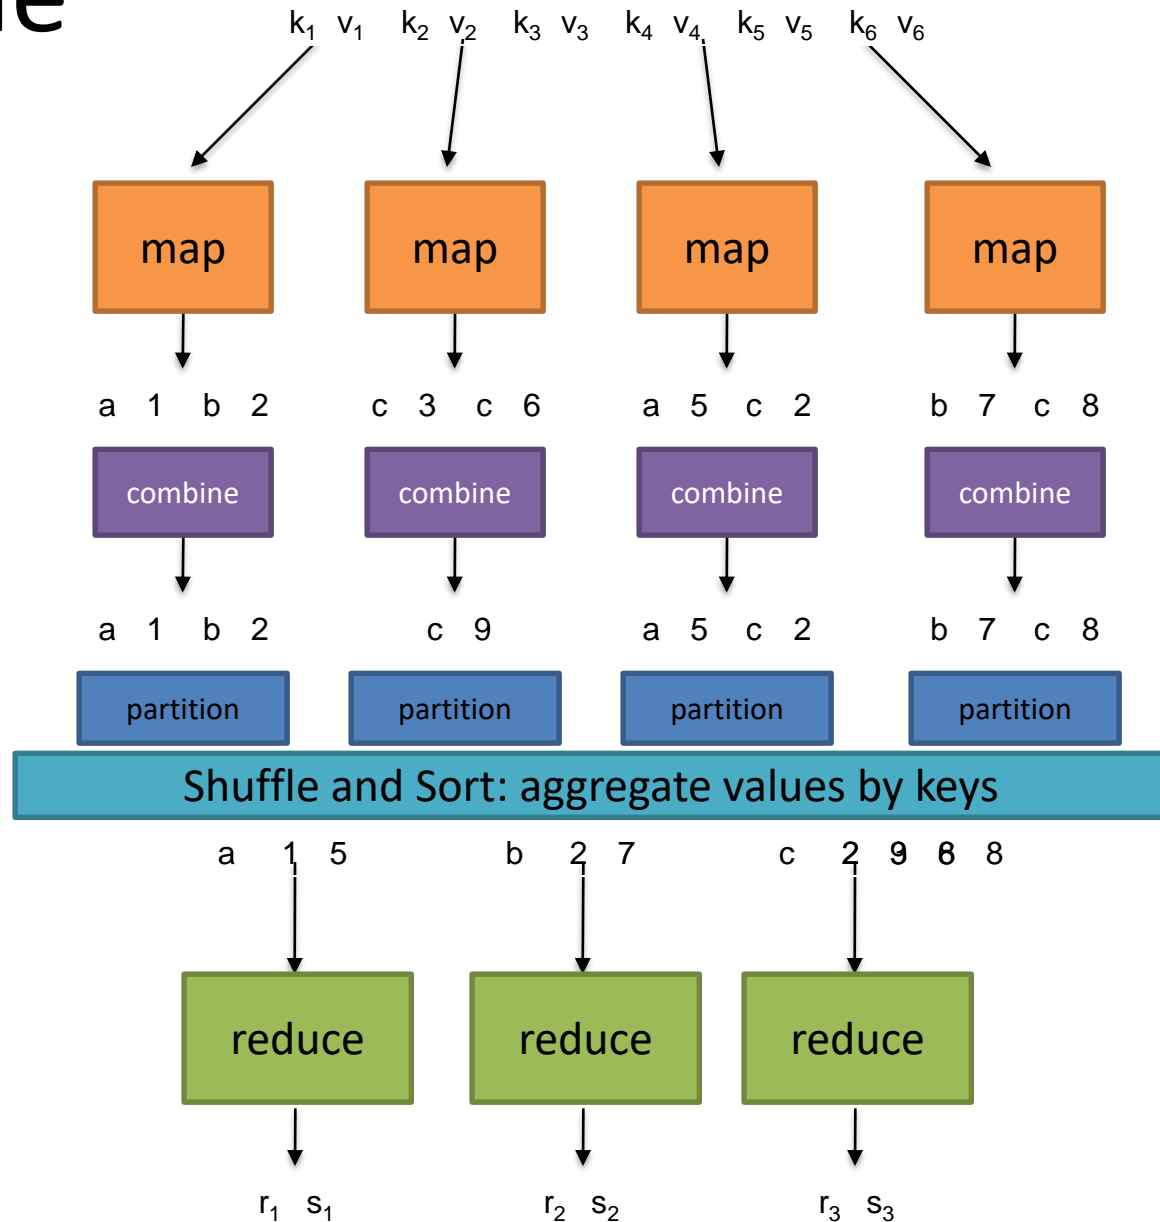 k1 v1 k2 v2 k3 v3 k4 v4 k5 v5 k6 v6
map map map map
a 1 b 2 c 3 c 6 a 5 c 2 b 7 c 8
combine combine combine combine
a 1 b 2 c 9 a 5 c 2 b 7 c 8
partition partition partition partition
Shuffle and Sort: aggregate values by keys
a 1 5 b 2 7 c 2 8
reduce reduce reduce
r1 s1 r2 s2 r3 s3